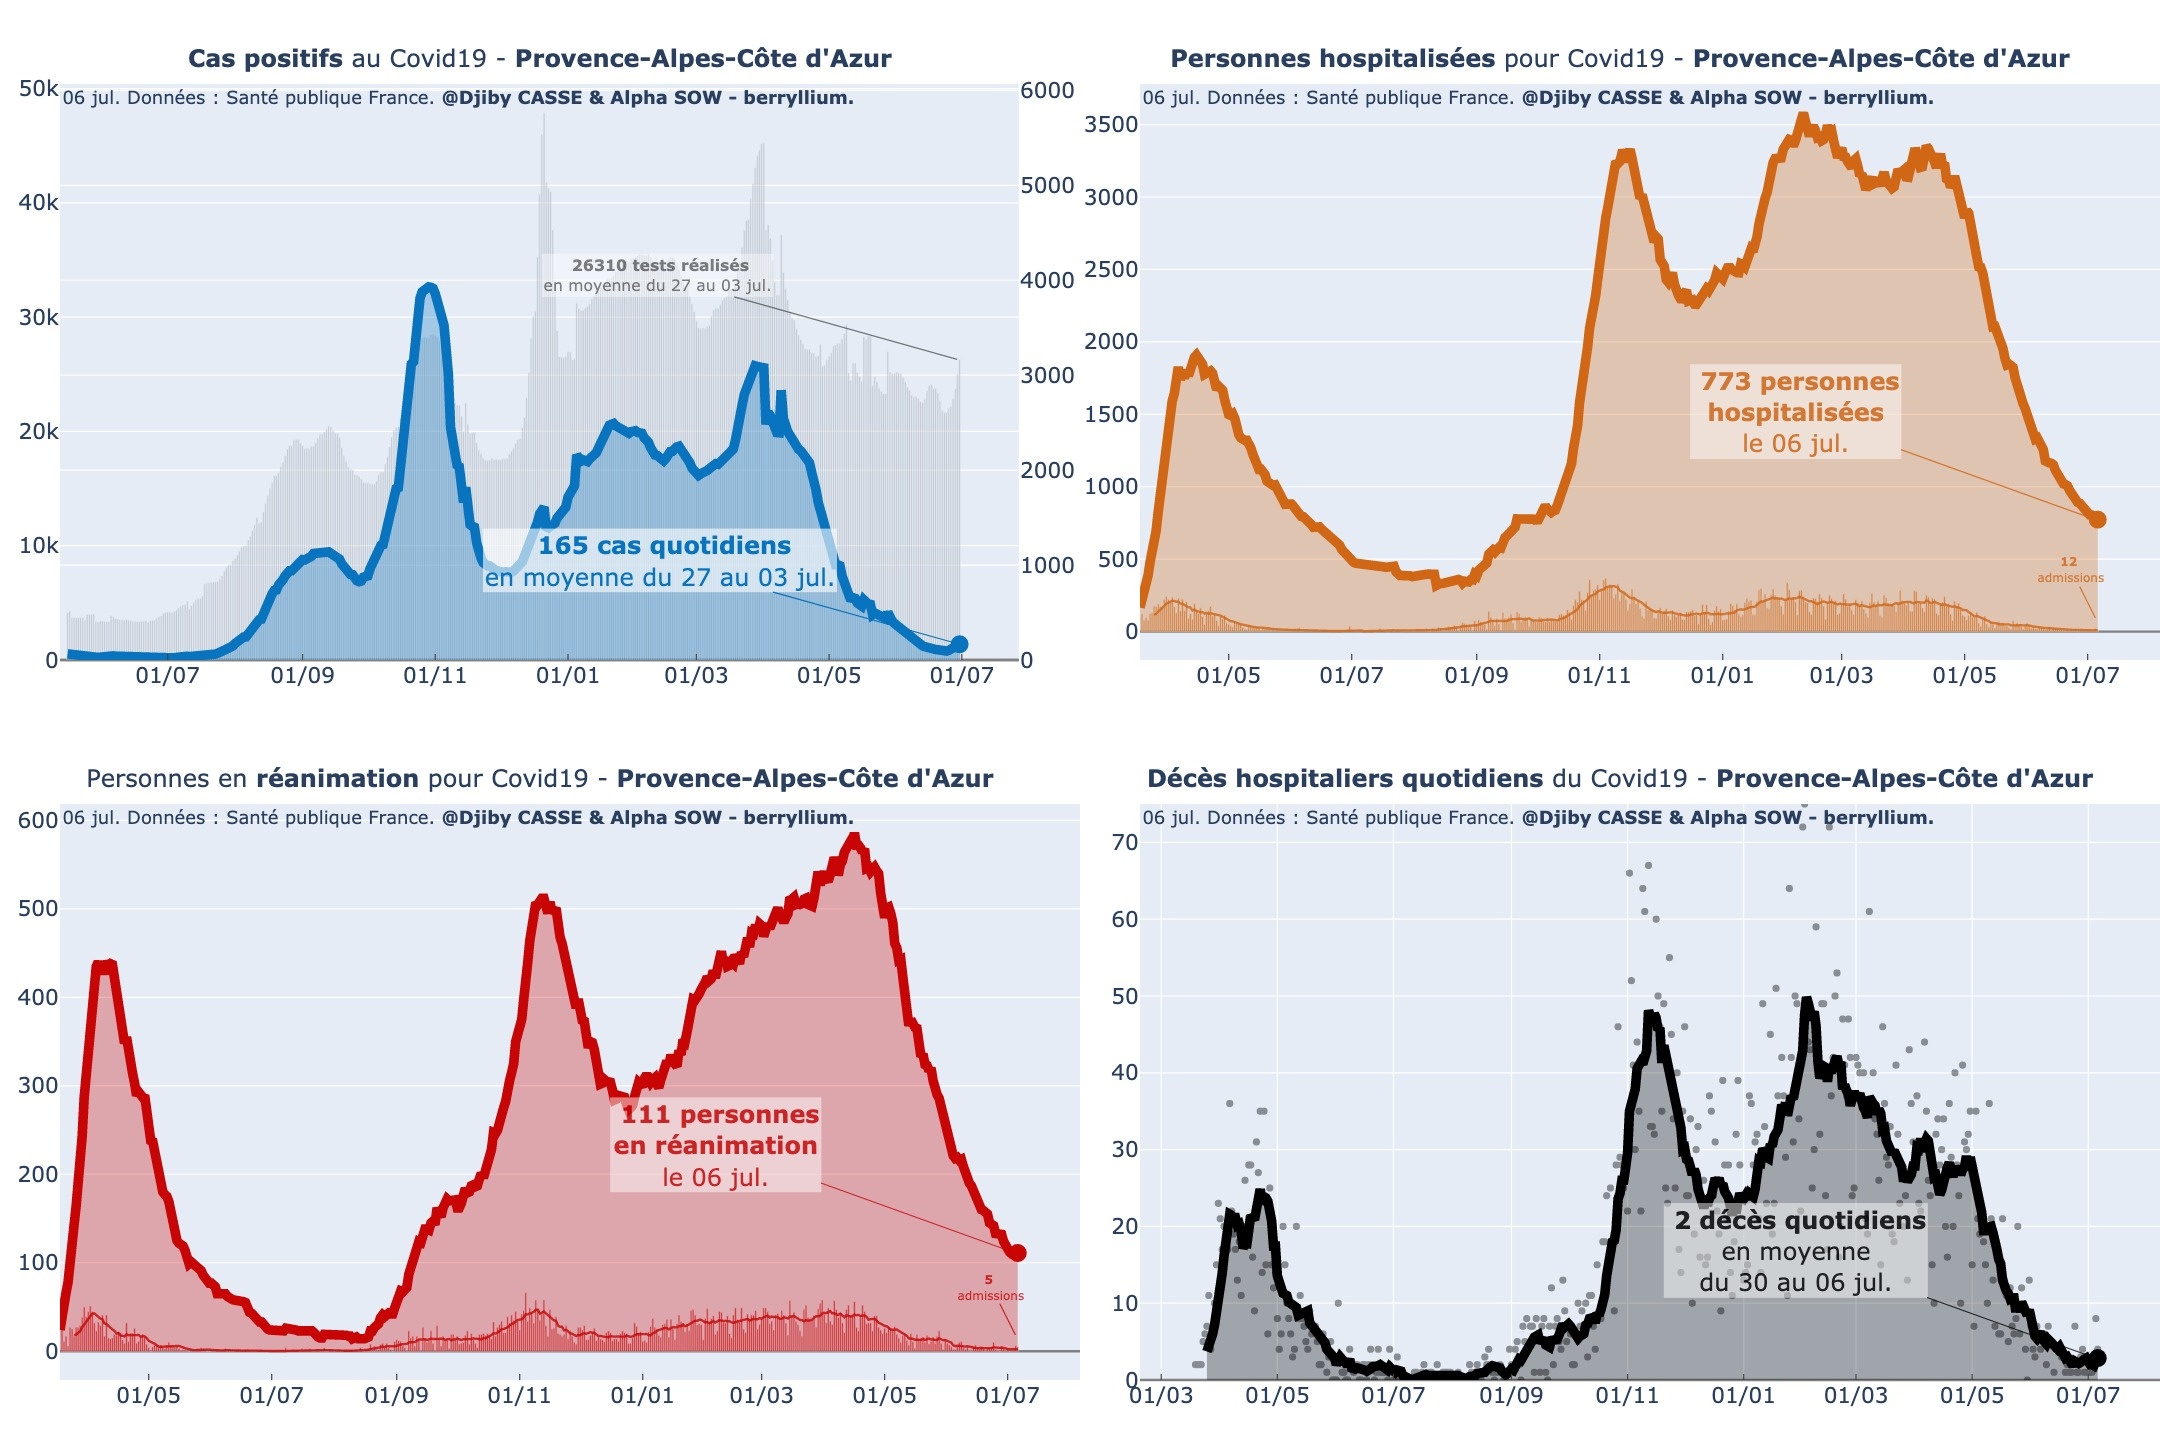 Cas positifs au Covid19 - Provence-Alpes-Côte d'Azur
06 jul. Données : Santé publique France. @Djiby CASSE & Alpha SOW - berryllium.
50k
40k
30k
20k
10k
0
6000
5000
4000
3000
2000
1000
0
26310 tests réalisés
en moyenne du 27 au 03 jul.
165 cas quotidiens
en moyenne du 27 au 03 jul.
01/07 01/09 01/11 01/01 01/03 01/05 01/07
Personnes hospitalisées pour Covid19 - Provence-Alpes-Côte d'Azur
06 jul. Données : Santé publique France. @Djiby CASSE & Alpha SOW - berryllium.
3500
3000
2500
2000
1500
1000
500
0
773 personnes
hospitalisées
le 06 jul.
12
admissions
01/05 01/07 01/09 01/11 01/01 01/03 01/05 01/07
Personnes en réanimation pour Covid19 - Provence-Alpes-Côte d'Azur
06 jul. Données : Santé publique France. @Djiby CASSE & Alpha SOW - berryllium.
600
500
400
300
200
100
0
111 personnes
en réanimation
le 06 jul.
5
admissions
01/05 01/07 01/09 01/11 01/01 01/03 01/05 01/07
Décès hospitaliers quotidiens du Covid19 - Provence-Alpes-Côte d'Azur
06 jul. Données : Santé publique France. @Djiby CASSE & Alpha SOW - berryllium.
70
60
50
40
30
20
10
0
2 décès quotidiens
en moyenne
du 30 au 06 jul.
01/03 01/05 01/07 01/09 01/11 01/01 01/03 01/05 01/07